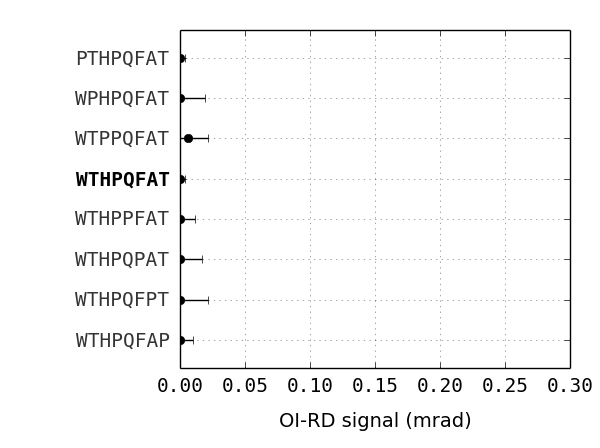 PTHPQFAT
WPHPQFAT
WTPPQFAT
WTHPQFAT
WTHPPFAT
WTHPQPAT
WTHPQFPT
WTHPQFAP
0.00 0.05 0.10 0.15 0.20 0.25 0.30
OI-RD signal (mrad)